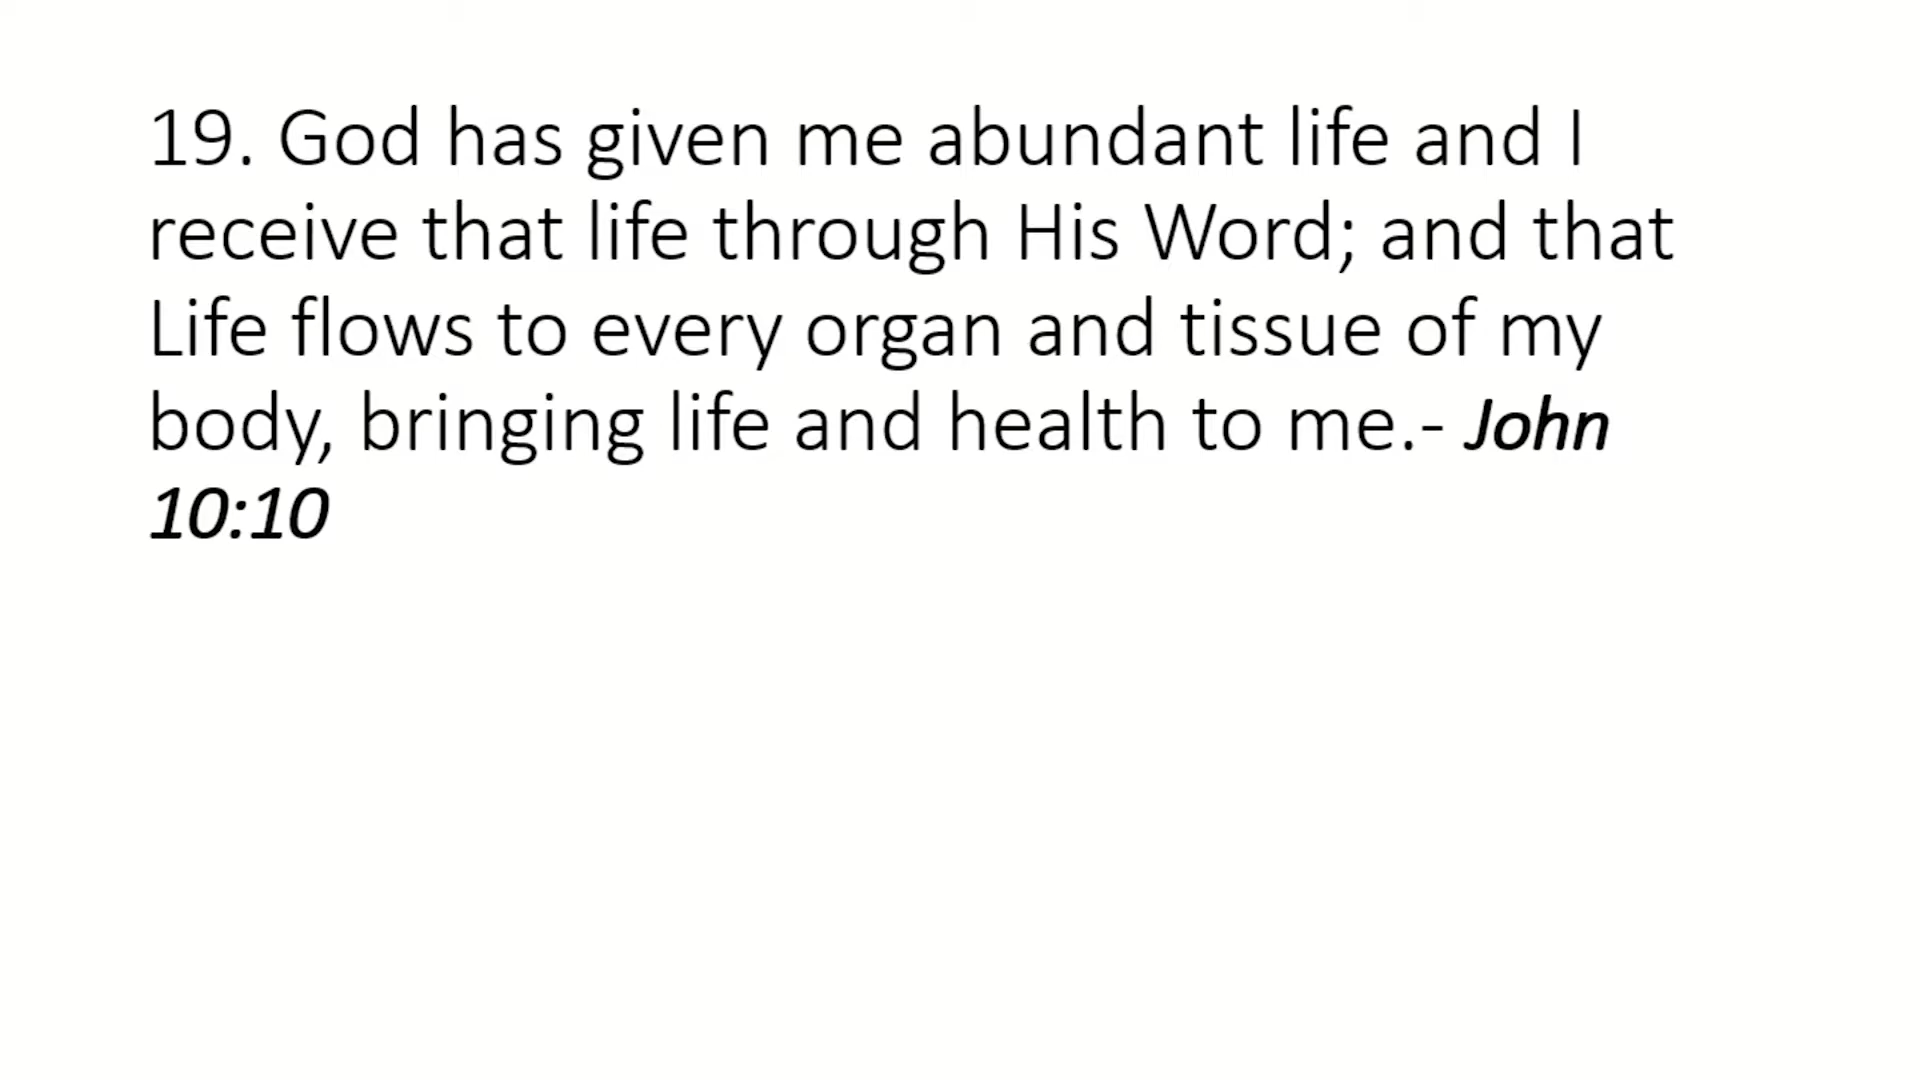 19. God has given me abundant life and I
receive that life through His Word; and that
Life flows to every organ and tissue of my
body, bringing life and health to me.- John
10:10